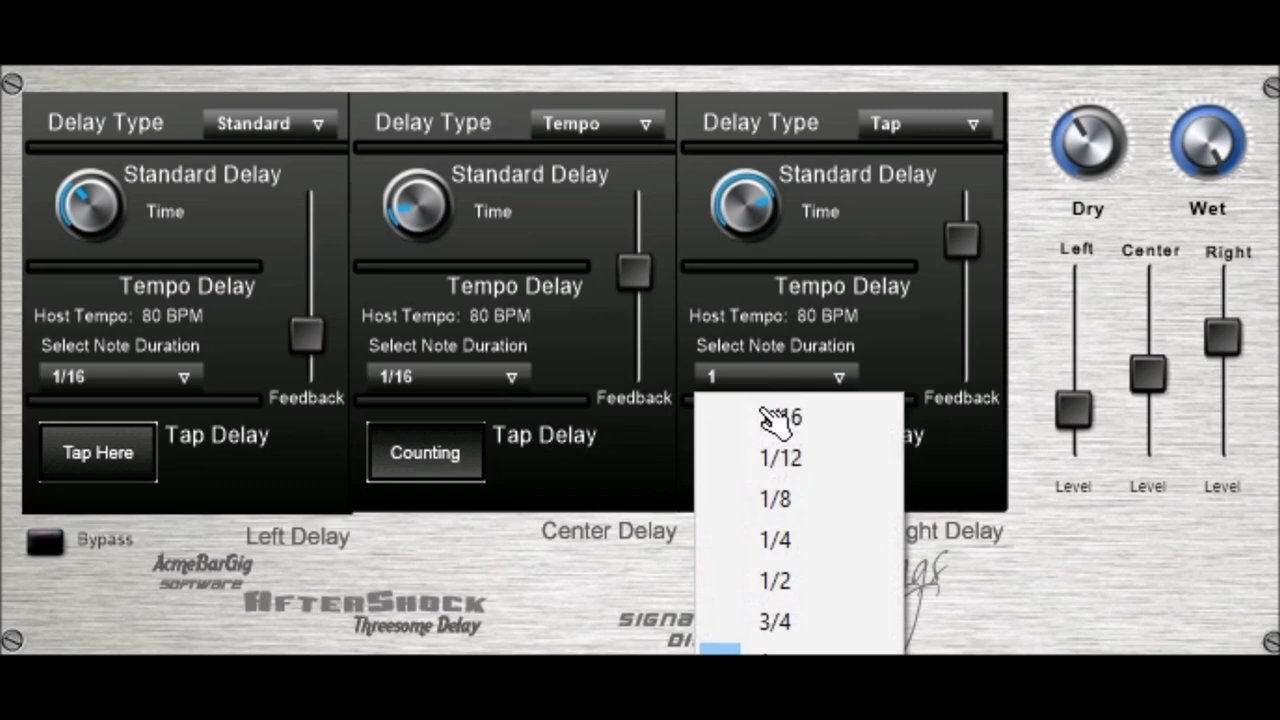 Delay Type Standard
Standard Delay
Time
Tempo Delay
Host Tempo: 80 BPM
Select Note Duration
1/16
Feedback
Tap Here
Tap Delay
Left Delay
Delay Type Tempo
Standard Delay
Time
Tempo Delay
Host Tempo: 80 BPM
Select Note Duration
1/16
Feedback
Counting
Tap Delay
Center Delay
Delay Type Tap
Standard Delay
Time
Tempo Delay
Host Tempo: 80 BPM
Select Note Duration
1
Feedback
1/12
1/8
1/4
1/2
3/4
Delay
Dry
Wet
Left
Center
Right
Level
Level
Level
Bypass
AcmeBarGig
SOFTWARE
AFTERSHOCK
Threesome Delay